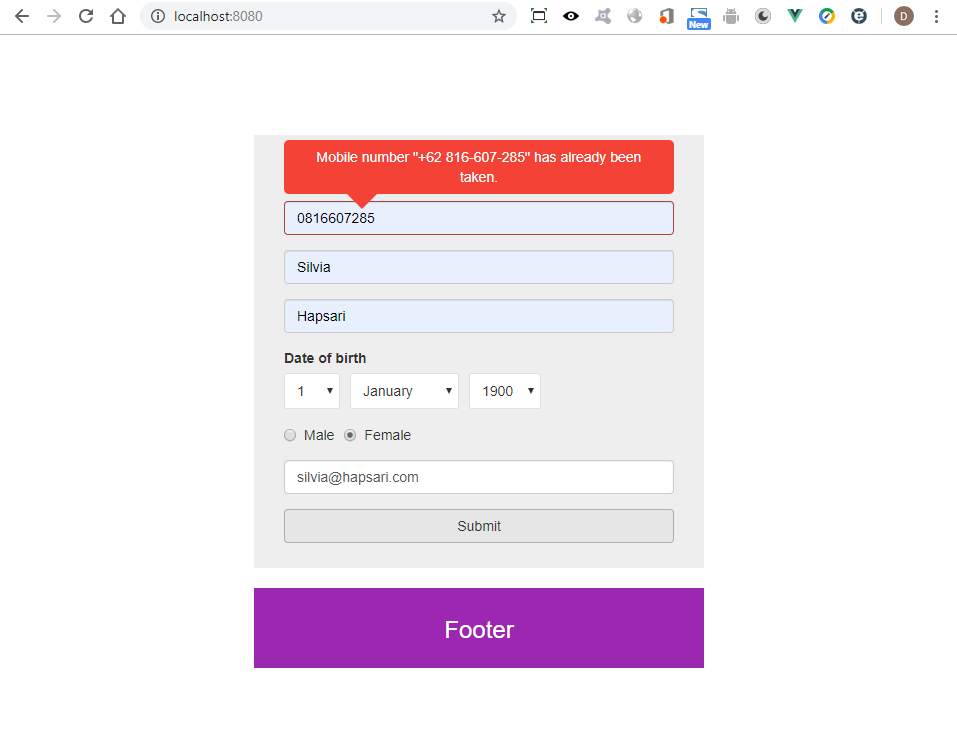 localhost:8080
New
D
Mobile number "+62 816-607-285" has already been
taken.
0816607285
Silvia
Hapsari
Date of birth
1 January 1900
Male Female
silvia@hapsari.com
Submit
Footer